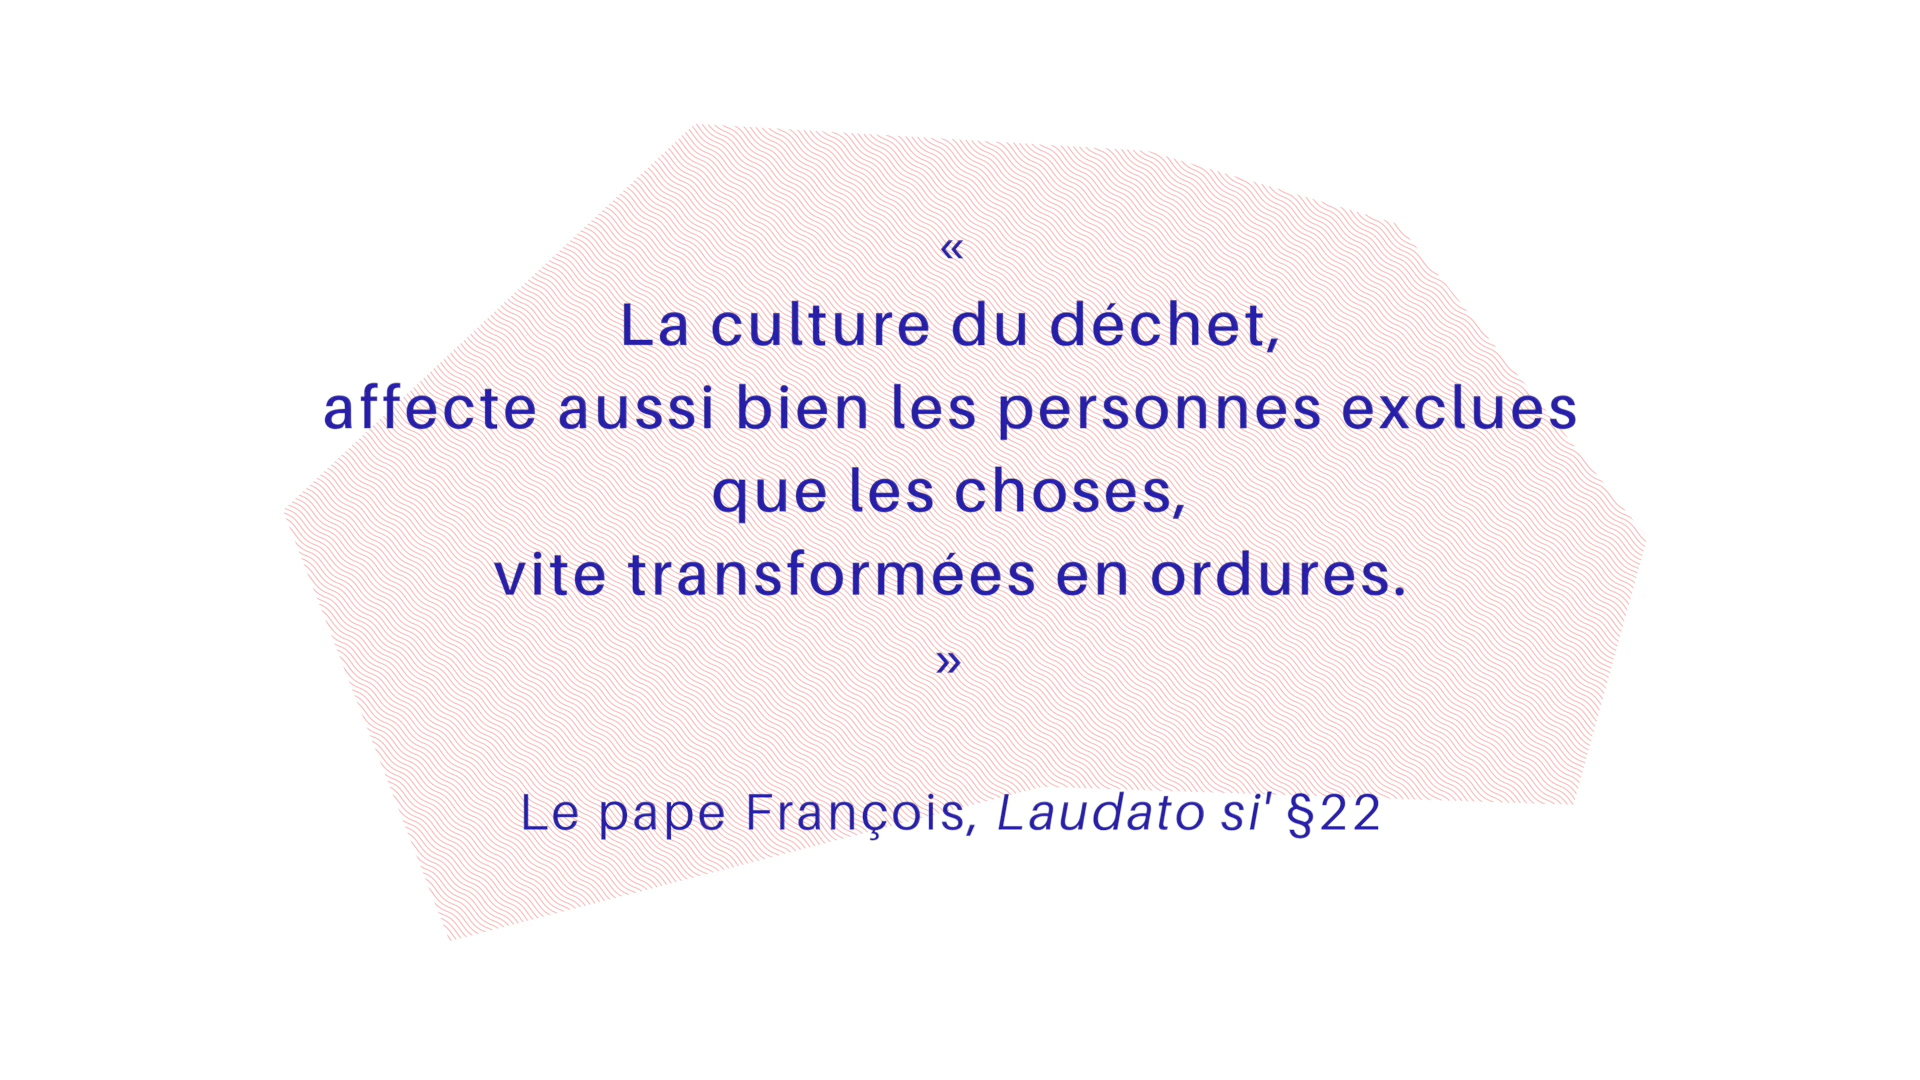 «
La culture du déchet,
affecte aussi bien les personnes exclues
que les choses,
vite transformées en ordures.
»
Le pape François, Laudato si' §22